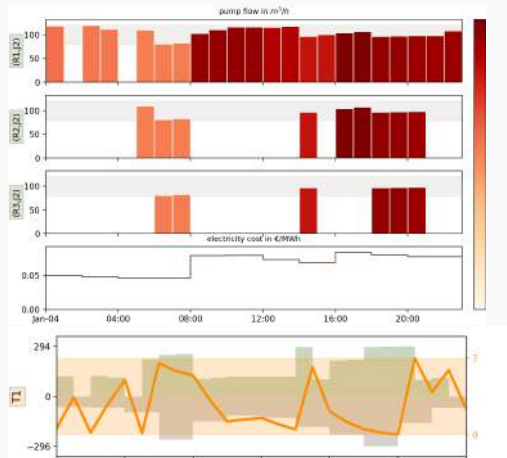 pump flow in m³/h
100
50
0
(R1,J2)
100
50
0
(R2,J2)
100
50
0
(R3,J2)
electricity cost in €/MWh
0.05
0.00
Jan-04 04:00 08:00 12:00 16:00 20:00
294
0
−296
T1
7
0